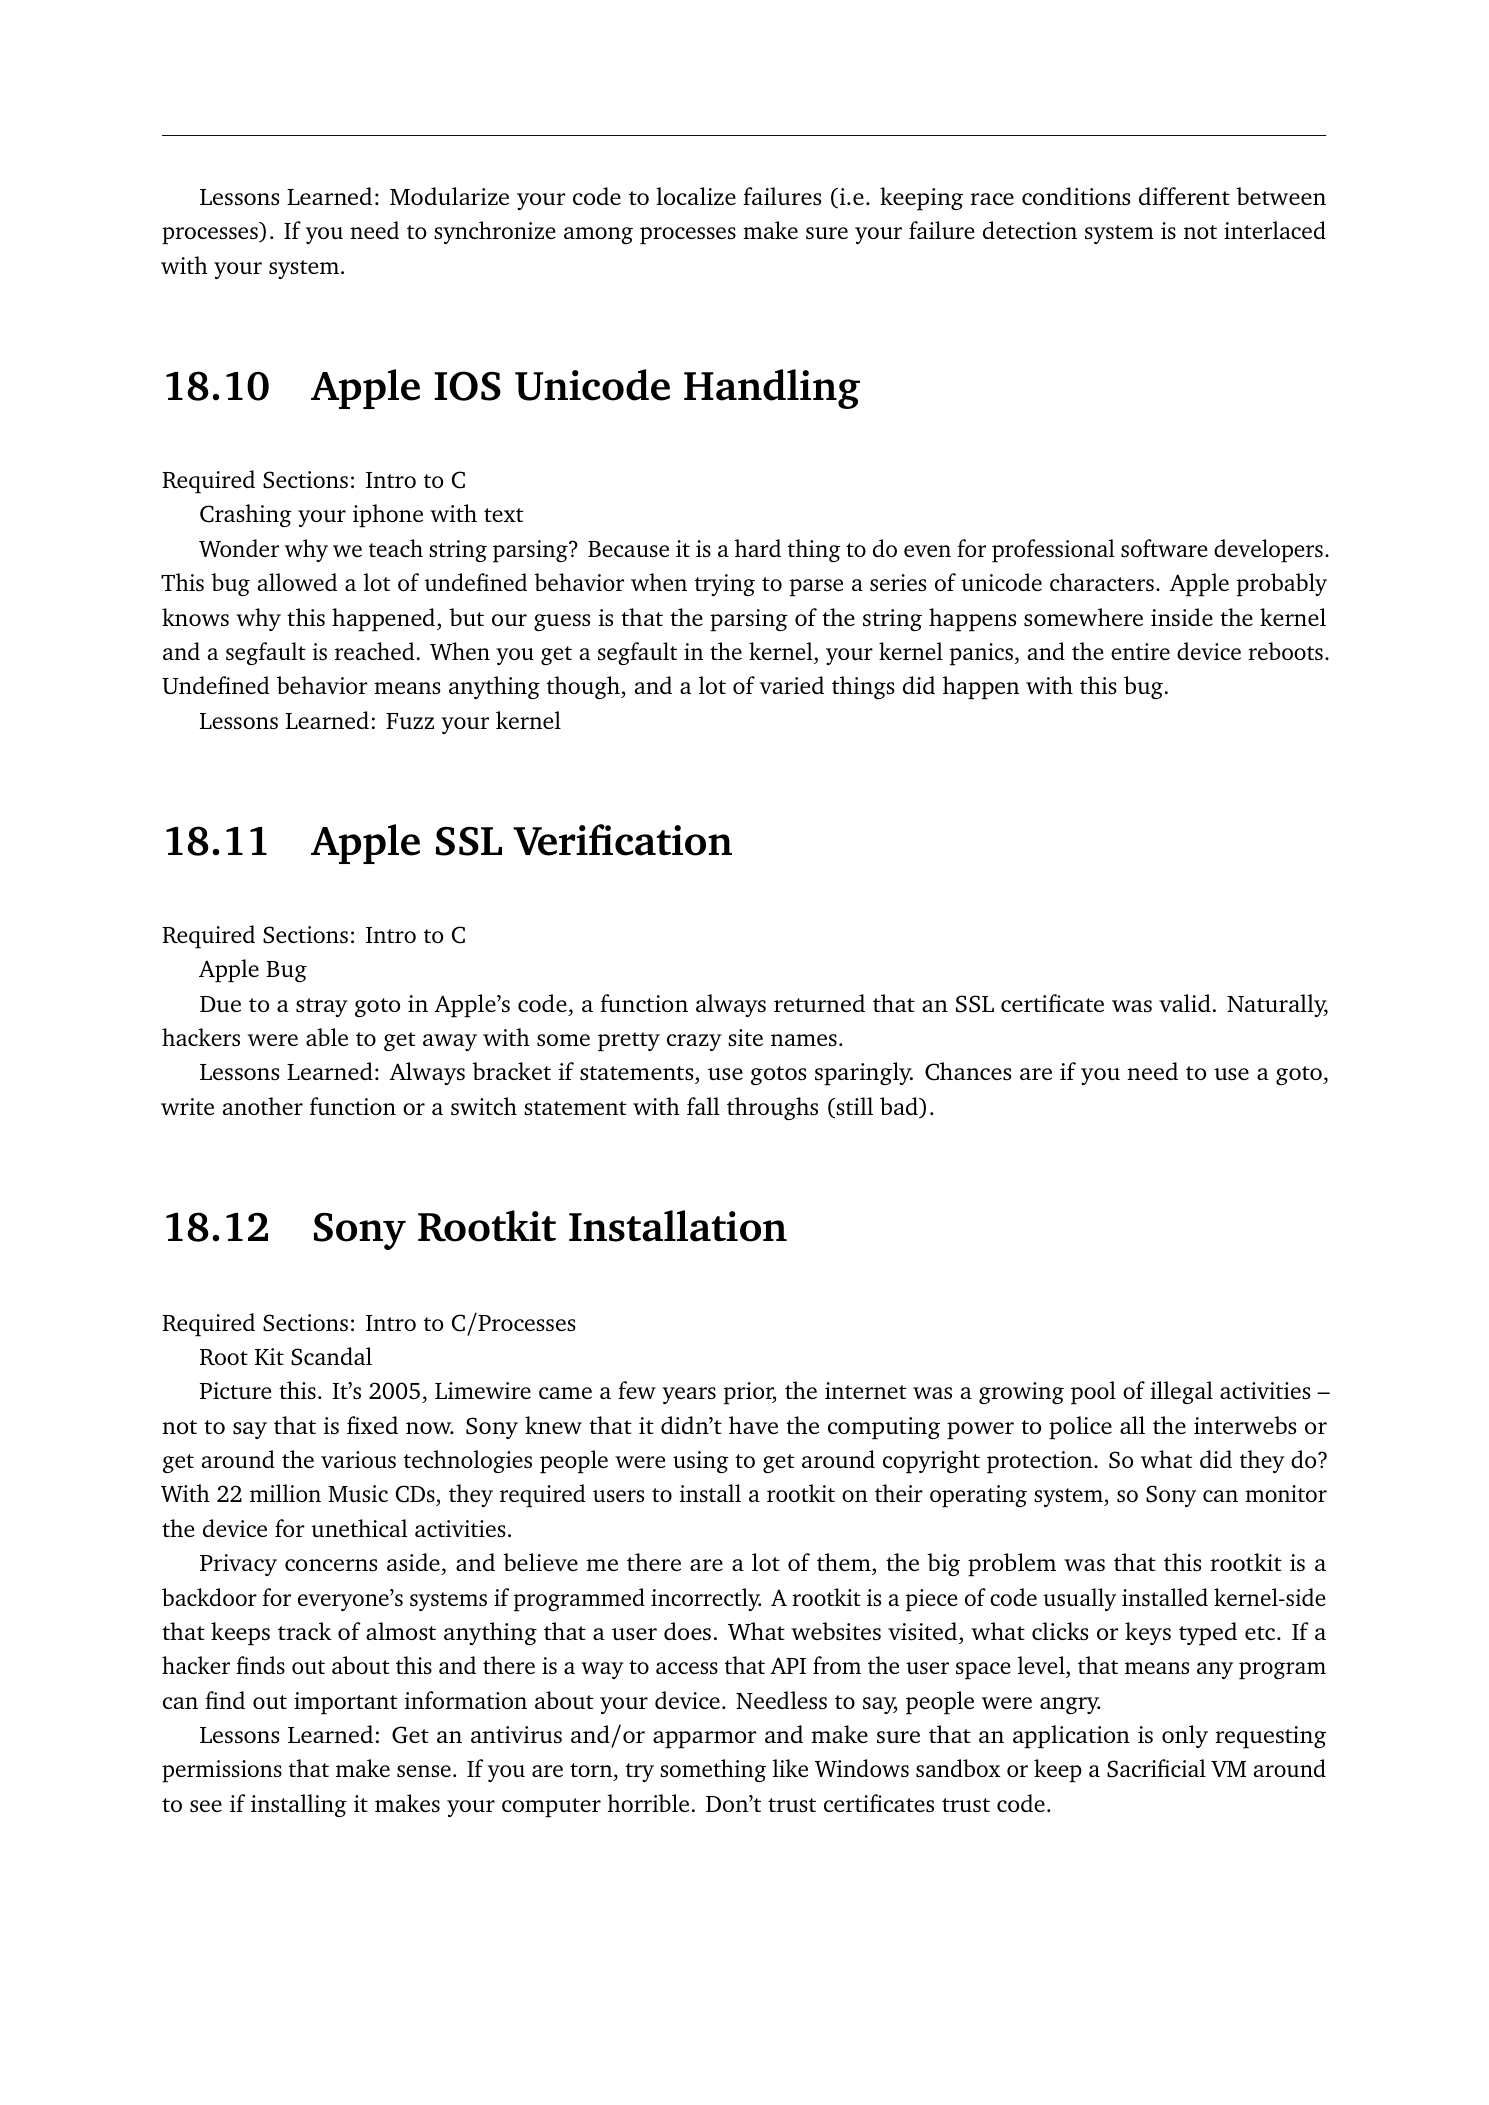 Lessons Learned: Modularize your code to localize failures (i.e. keeping race conditions different between
processes). If you need to synchronize among processes make sure your failure detection system is not interlaced
with your system.
18.10 Apple IOS Unicode Handling
Required Sections: Intro to C
Crashing your iphone with text
Wonder why we teach string parsing? Because it is a hard thing to do even for professional software developers.
This bug allowed a lot of undefined behavior when trying to parse a series of unicode characters. Apple probably
knows why this happened, but our guess is that the parsing of the string happens somewhere inside the kernel
and a segfault is reached. When you get a segfault in the kernel, your kernel panics, and the entire device reboots.
Undefined behavior means anything though, and a lot of varied things did happen with this bug.
Lessons Learned: Fuzz your kernel
18.11 Apple SSL Verification
Required Sections: Intro to C
Apple Bug
Due to a stray goto in Apple's code, a function always returned that an SSL certificate was valid. Naturally,
hackers were able to get away with some pretty crazy site names.
Lessons Learned: Always bracket if statements, use gotos sparingly. Chances are if you need to use a goto,
write another function or a switch statement with fall throughs (still bad).
18.12 Sony Rootkit Installation
Required Sections: Intro to C/Processes
Root Kit Scandal
Picture this. It's 2005, Limewire came a few years prior, the internet was a growing pool of illegal activities –
not to say that is fixed now. Sony knew that it didn't have the computing power to police all the interwebs or
get around the various technologies people were using to get around copyright protection. So what did they do?
With 22 million Music CDs, they required users to install a rootkit on their operating system, so Sony can monitor
the device for unethical activities.
Privacy concerns aside, and believe me there are a lot of them, the big problem was that this rootkit is a
backdoor for everyone's systems if programmed incorrectly. A rootkit is a piece of code usually installed kernel-side
that keeps track of almost anything that a user does. What websites visited, what clicks or keys typed etc. If a
hacker finds out about this and there is a way to access that API from the user space level, that means any program
can find out important information about your device. Needless to say, people were angry.
Lessons Learned: Get an antivirus and/or apparmor and make sure that an application is only requesting
permissions that make sense. If you are torn, try something like Windows sandbox or keep a Sacrificial VM around
to see if installing it makes your computer horrible. Don't trust certificates trust code.